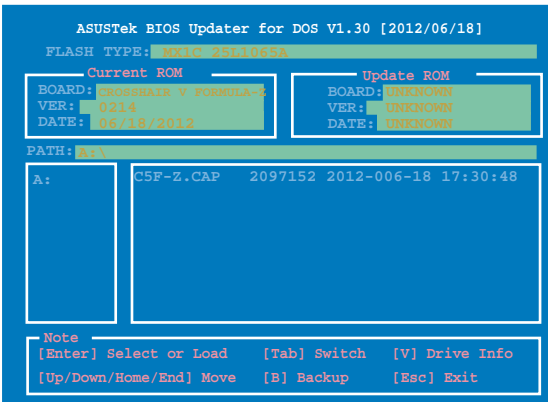 ASUSTek BIOS Updater for DOS V1.30 [2012/06/18]
FLASH TYPE: MX1C 25L1065A
Current ROM
BOARD: CROSSHAIR V FORMULA-Z
VER: 0214
DATE: 06/18/2012
Update ROM
BOARD: UNKNOWN
VER: UNKNOWN
DATE: UNKNOWN
PATH: A:\
A:
C5F-Z.CAP 2097152 2012-006-18 17:30:48
Note
[Enter] Select or Load [Tab] Switch [V] Drive Info
[Up/Down/Home/End] Move [B] Backup [Esc] Exit